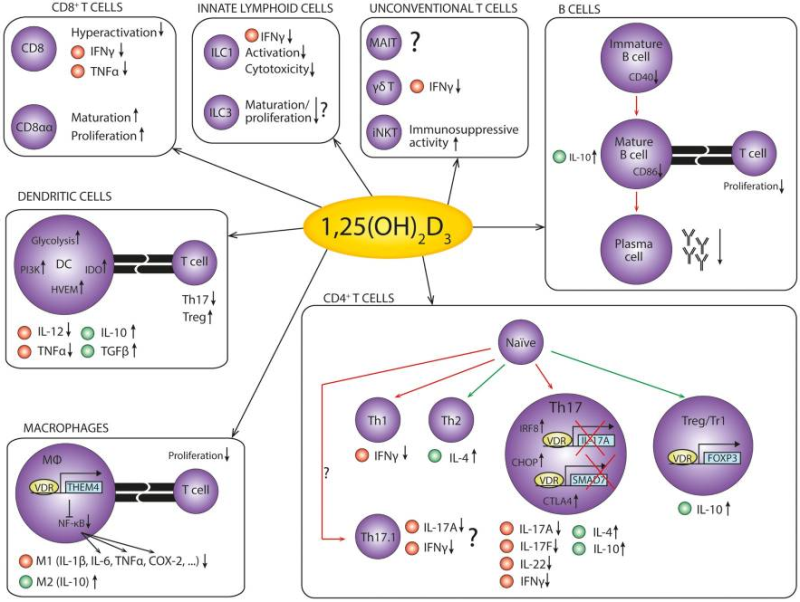 CD8⁺ T CELLS
CD8
Hyperactivation↓
IFNγ↓
TNFα↓
CD8αα
Maturation↑
Proliferation↑
INNATE LYMPHOID CELLS
ILC1
IFNγ↓
Activation↓
Cytotoxicity↓
ILC3
Maturation/
proliferation↓?
UNCONVENTIONAL T CELLS
MAIT
?
γδ T
IFNγ↓
iNKT
Immunosuppressive
activity ↑
B CELLS
Immature
B cell
CD40↓
IL-10↑
Mature
B cell
CD86↓
T cell
Proliferation↓
Plasma
cell
↓
1,25(OH)₂D₃
DENDRITIC CELLS
Glycolysis↑
PI3K↑
DC
IDO↑
HVEM↑
T cell
Th17↓
Treg↑
IL-12↓
IL-10↑
TNFα↓
TGFβ↑
MACROPHAGES
MΦ
VDR
THEM4
NF-κB↓
Proliferation↓
T cell
M1 (IL-1β, IL-6, TNFα, COX-2, ...) ↓
M2 (IL-10) ↑
CD4⁺ T CELLS
Naïve
?
Th1
IFNγ↓
Th2
IL-4↑
Th17
IRF8↑
VDR
IL-17A
CHOP↑
VDR
SMAD7
CTLA4↑
IL-17A↓
IL-17F↓
IL-22↓
IFNγ↓
IL-4↑
IL-10↑
Treg/Tr1
VDR
FOXP3
IL-10↑
Th17.1
IL-17A↓
IFNγ↓
?